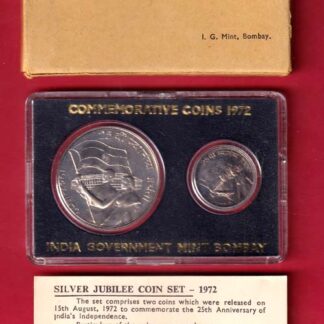 I. G. Mint, Bombay.
COMMEMORATIVE COINS 1972
INDIA GOVERNMENT MINT BOMBAY
SILVER JUBILEE COIN SET – 1972
The set comprises two coins which were released on
15th August, 1972 to commemorate the 25th Anniversary of
India's Independence.